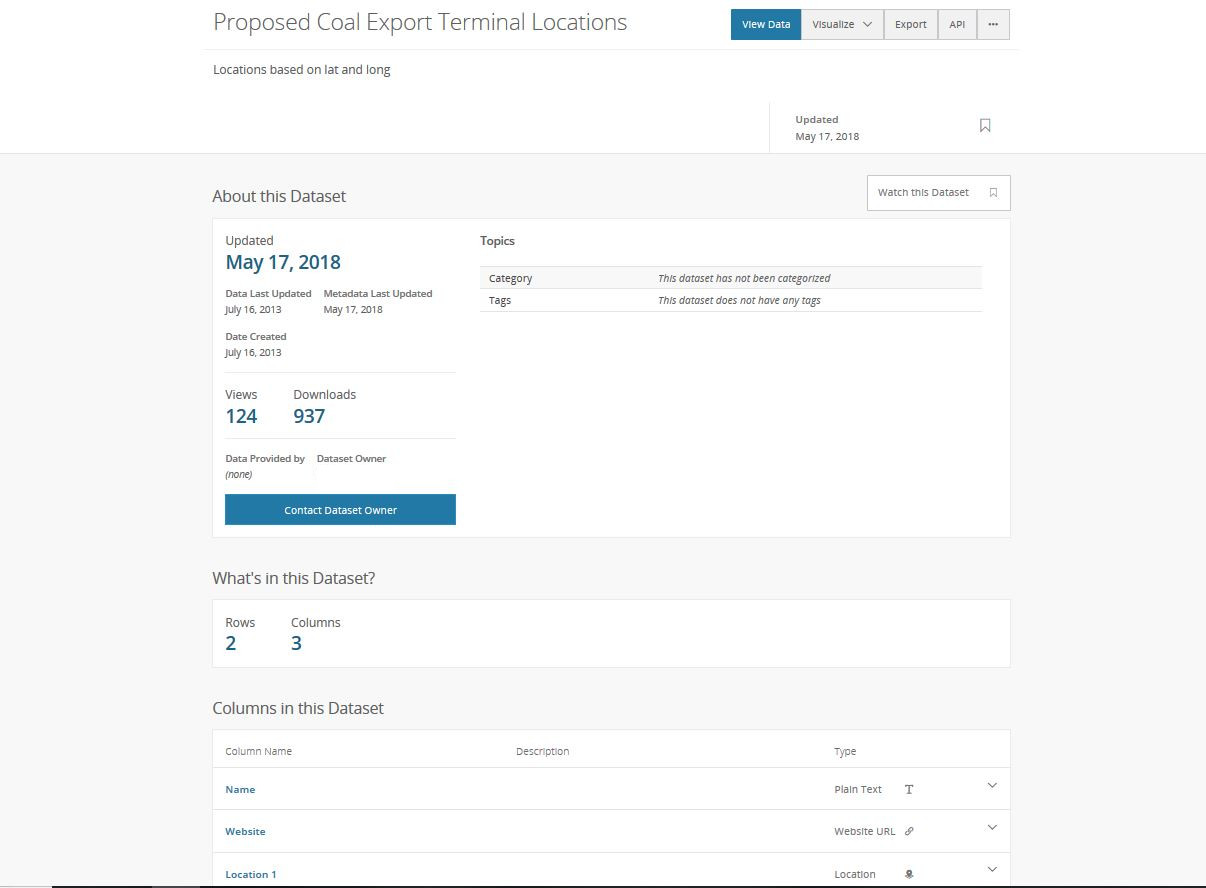 Proposed Coal Export Terminal Locations
View Data Visualize Export API ...
Locations based on lat and long
Updated
May 17, 2018
About this Dataset
Watch this Dataset
Updated
May 17, 2018
Data Last Updated Metadata Last Updated
July 16, 2013 May 17, 2018
Date Created
July 16, 2013
Views Downloads
124 937
Data Provided by Dataset Owner
(none)
Contact Dataset Owner
Topics
Category This dataset has not been categorized
Tags This dataset does not have any tags
What's in this Dataset?
Rows Columns
2 3
Columns in this Dataset
Column Name Description Type
Name Plain Text T
Website Website URL
Location 1 Location